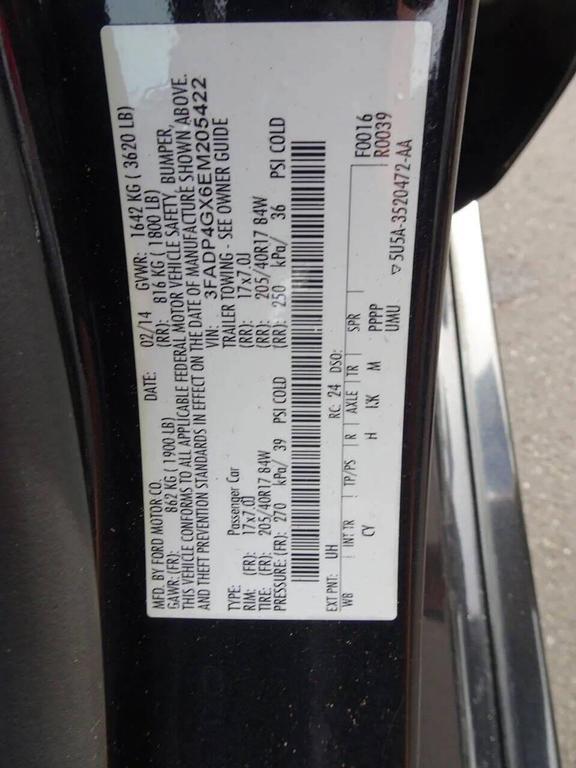 MFD. BY FORD MOTOR CO.
DATE: 02/14 GVWR: 1642 KG ( 3620 LB)
GAWR: (FR): 862 KG ( 1900 LB) (RR): 816 KG ( 1800 LB)
THIS VEHICLE CONFORMS TO ALL APPLICABLE FEDERAL MOTOR VEHICLE SAFETY, BUMPER,
AND THEFT PREVENTION STANDARDS IN EFFECT ON THE DATE OF MANUFACTURE SHOWN ABOVE.
VIN: 3FADP4GX6EM205422
TYPE: Passenger Car TRAILER TOWING - SEE OWNER GUIDE
RIM: (FR): 17x7.0J (RR): 17x7.0J
TIRE: (FR): 205/40R17 84W (RR): 205/40R17 84W
PRESSURE: (FR): 270 kPa/ 39 PSI COLD (RR): 250 kPa/ 36 PSI COLD
F0016
EXT PNT: UH RC: 24 DSO: R0039
WB INT TR TP/PS R AXLE TR SPR
CY H M PPPP
UMU ▽5U5A-3520472-AA